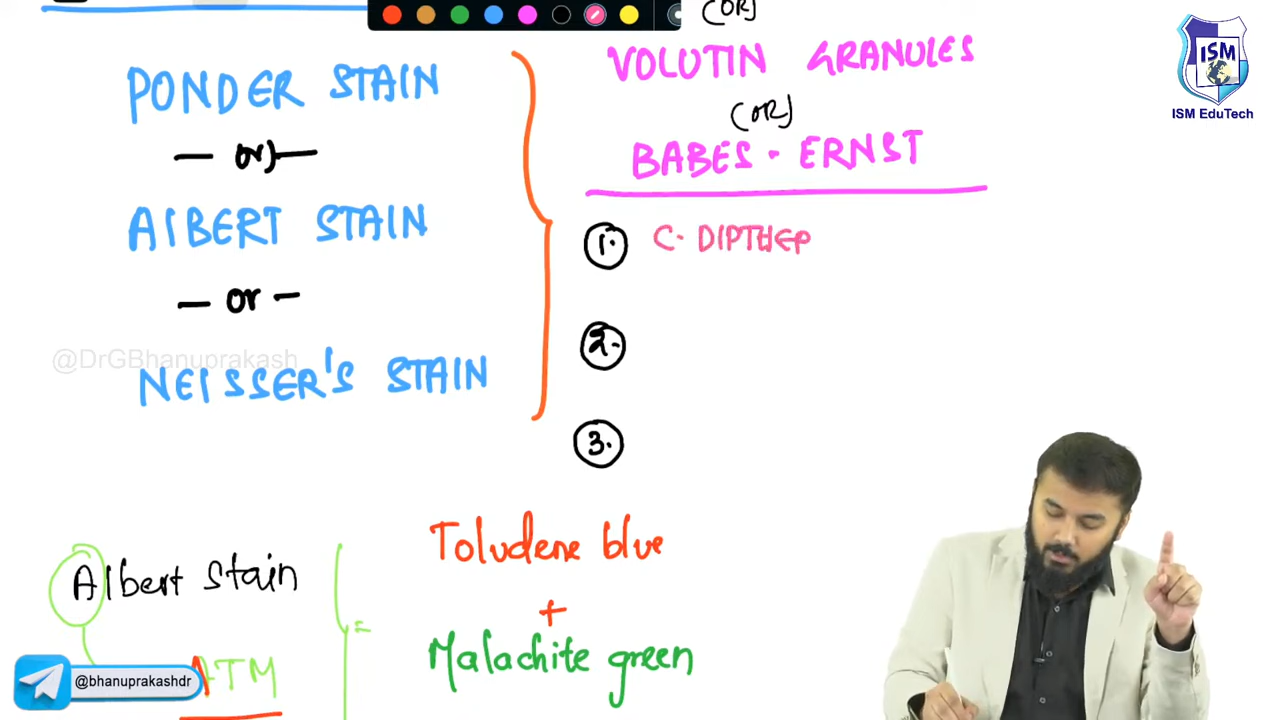 (OR)
VOLUTIN GRANULES
(OR)
BABES - ERNST
PONDER STAIN
— or) —
AlBERT STAIN
— or —
NEISSER'S STAIN
1. C. DIPTHEP
2.
3.
Albert Stain
ATM
=
Toludene blue
+
Malachite green
ISM
ISM EduTech
@DrGBhanuprakash
@bhanuprakashdr